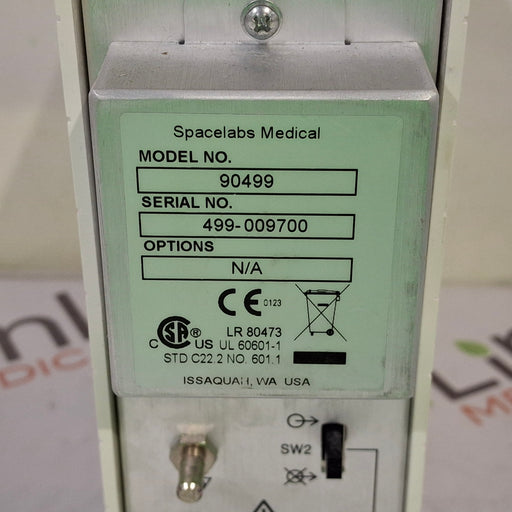 Spacelabs Medical
MODEL NO.
90499
SERIAL NO.
499-009700
OPTIONS
N/A
CE 0123
CSA ®
C US
LR 80473
UL 60601-1
STD C22.2 NO. 601.1
ISSAQUAH, WA USA
SW2